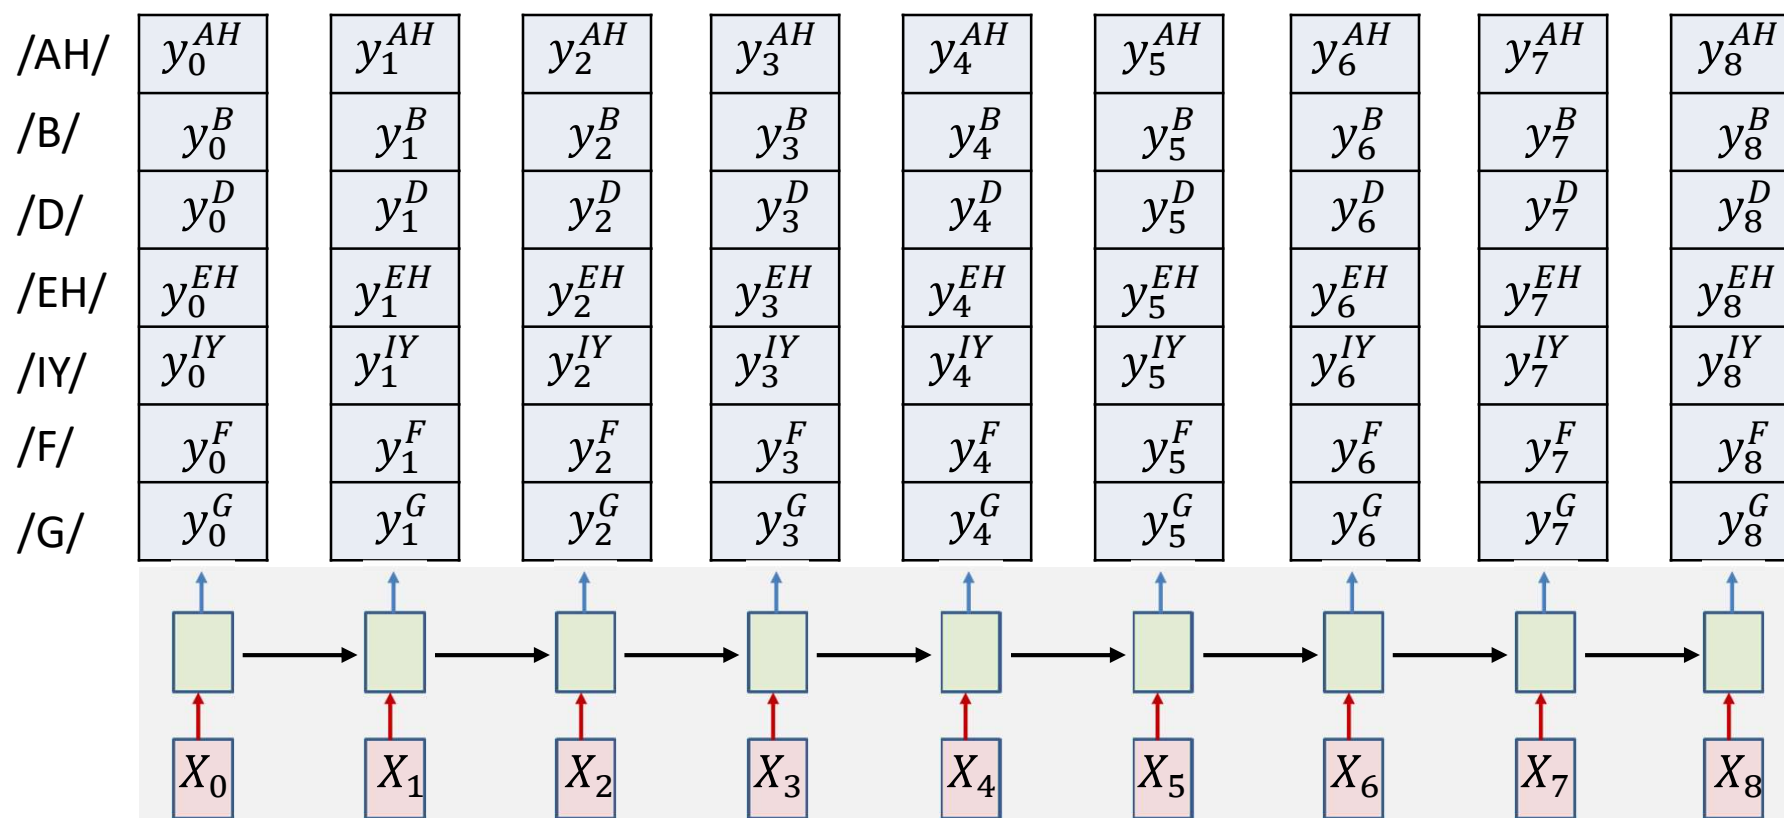 /AH/ y_0^{AH} y_1^{AH} y_2^{AH} y_3^{AH} y_4^{AH} y_5^{AH} y_6^{AH} y_7^{AH} y_8^{AH}
/B/ y_0^B y_1^B y_2^B y_3^B y_4^B y_5^B y_6^B y_7^B y_8^B
/D/ y_0^D y_1^D y_2^D y_3^D y_4^D y_5^D y_6^D y_7^D y_8^D
/EH/ y_0^{EH} y_1^{EH} y_2^{EH} y_3^{EH} y_4^{EH} y_5^{EH} y_6^{EH} y_7^{EH} y_8^{EH}
/IY/ y_0^{IY} y_1^{IY} y_2^{IY} y_3^{IY} y_4^{IY} y_5^{IY} y_6^{IY} y_7^{IY} y_8^{IY}
/F/ y_0^F y_1^F y_2^F y_3^F y_4^F y_5^F y_6^F y_7^F y_8^F
/G/ y_0^G y_1^G y_2^G y_3^G y_4^G y_5^G y_6^G y_7^G y_8^G
X_0 X_1 X_2 X_3 X_4 X_5 X_6 X_7 X_8